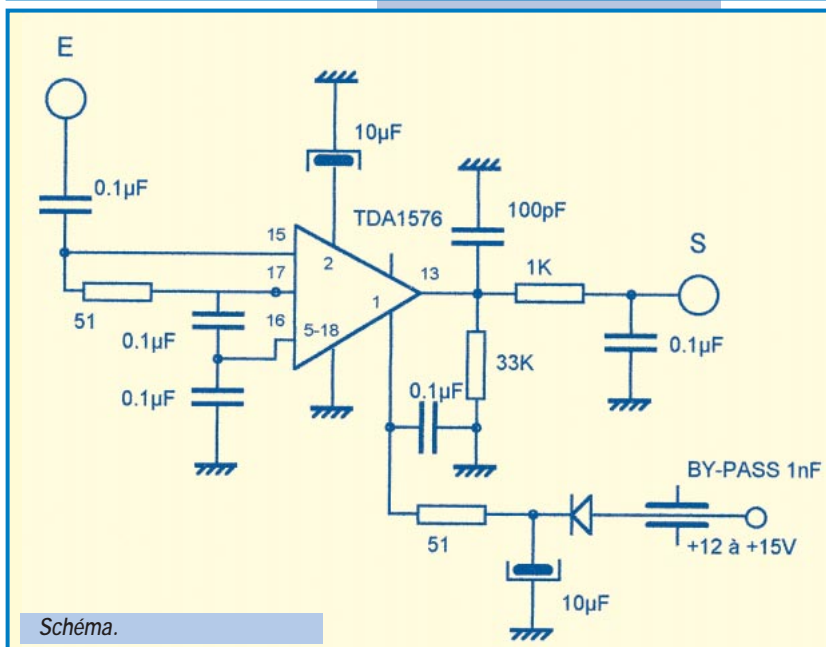 E
10µF
0.1µF
TDA1576
100pF
S
15
2
13
1K
17
1
51
16
5-18
0.1µF
33K
0.1µF
0.1µF
0.1µF
BY-PASS 1nF
51
+12 à +15V
10µF
Schéma.